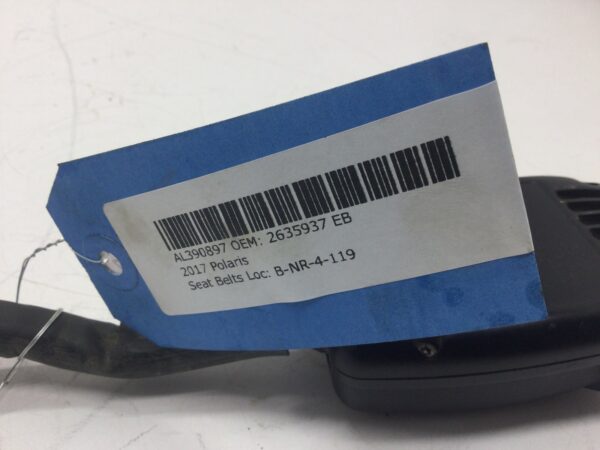 AL390897 OEM: 2635937 EB
2017 Polaris
Seat Belts Loc: B-NR-4-119